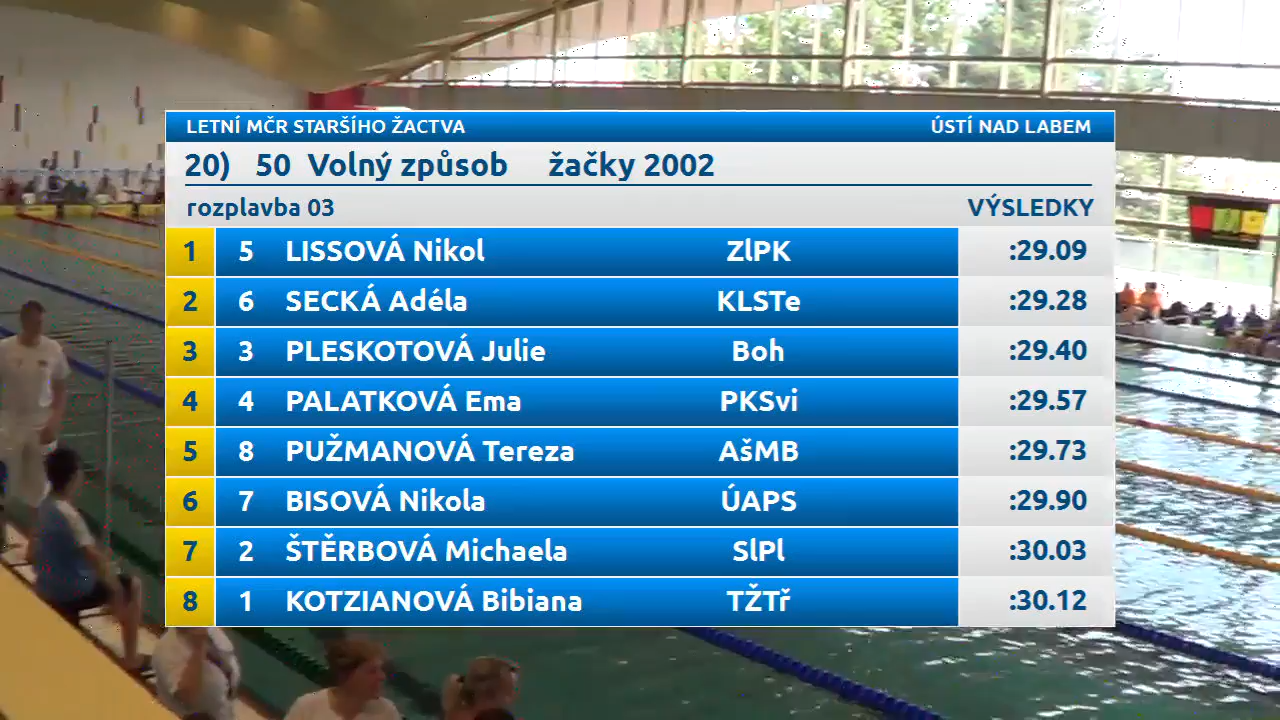 LETNÍ MČR STARŠÍHO ŽACTVA ÚSTÍ NAD LABEM
20) 50 Volný způsob žačky 2002
rozplavba 03 VÝSLEDKY
1 5 LISSOVÁ Nikol ZlPK :29.09
2 6 SECKÁ Adéla KLSTe :29.28
3 3 PLESKOTOVÁ Julie Boh :29.40
4 4 PALATKOVÁ Ema PKSvi :29.57
5 8 PUŽMANOVÁ Tereza AšMB :29.73
6 7 BISOVÁ Nikola ÚAPS :29.90
7 2 ŠTĚRBOVÁ Michaela SlPl :30.03
8 1 KOTZIANOVÁ Bibiana TŽTř :30.12